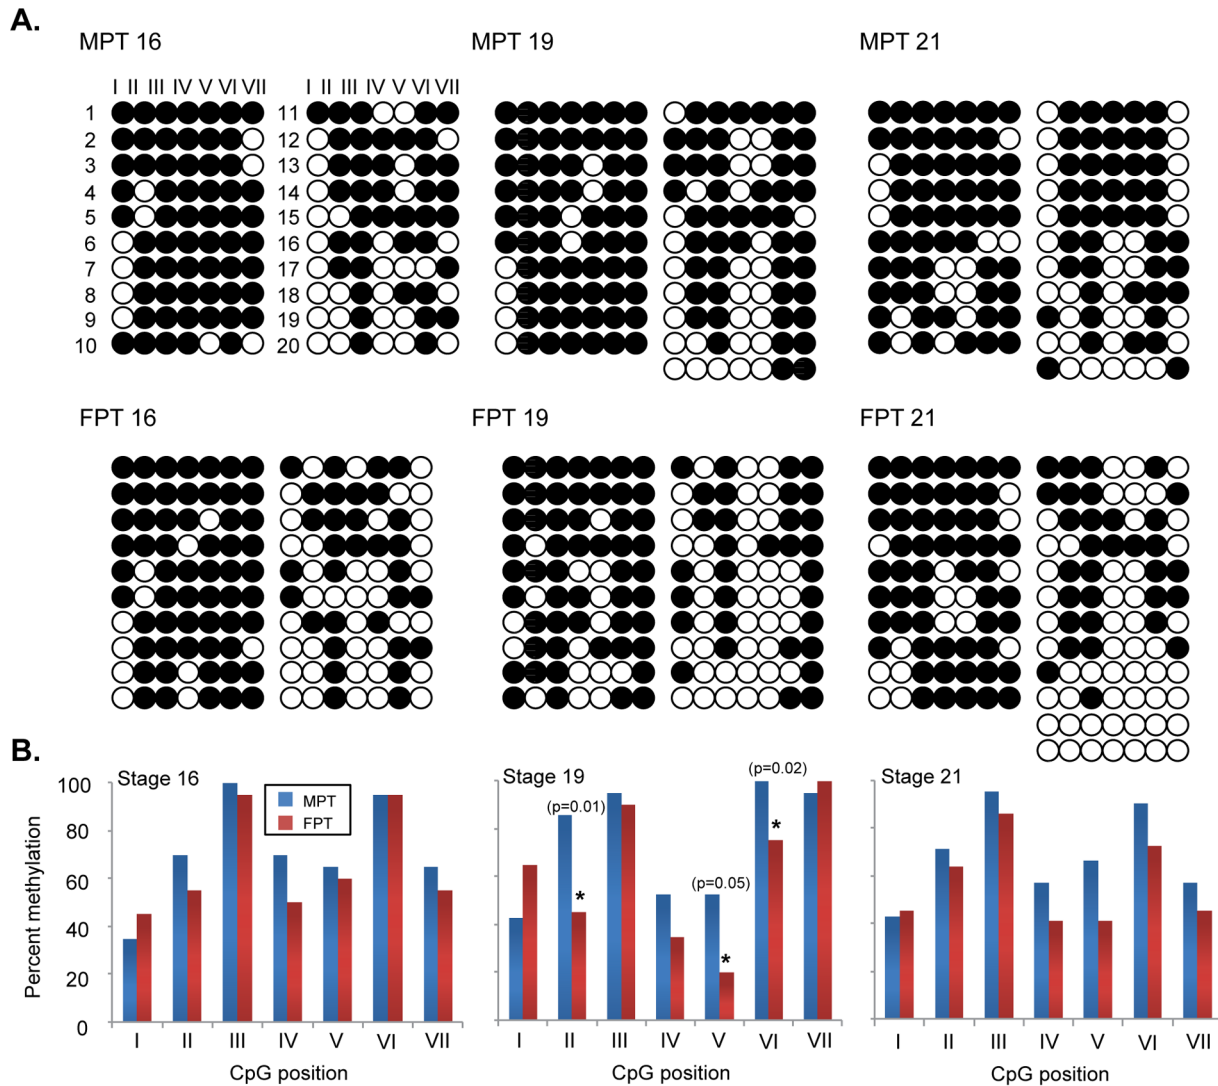 A.
MPT 16 MPT 19 MPT 21
I II III IV V VI VII I II III IV V VI VII
1 11
2 12
3 13
4 14
5 15
6 16
7 17
8 18
9 19
10 20
FPT 16 FPT 19 FPT 21
B.
100 Stage 16 Stage 19 Stage 21
MPT (p=0.01) (p=0.02)
FPT
80
60 * * (p=0.05)
40 *
20
0
Percent methylation
I II III IV V VI VII I II III IV V VI VII I II III IV V VI VII
CpG position CpG position CpG position